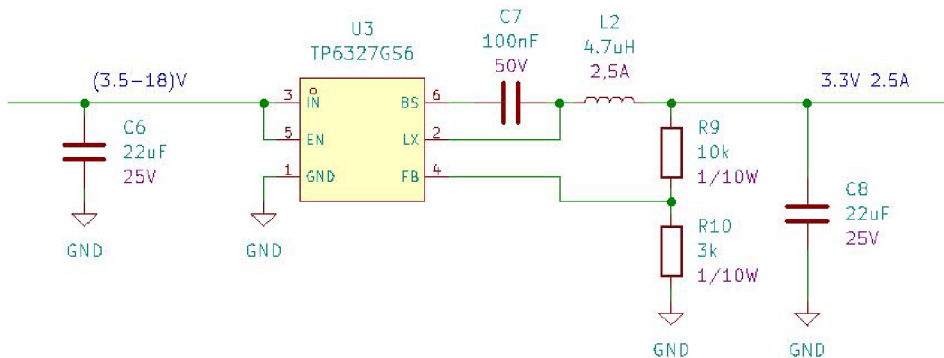 C7
100nF
50V
L2
4.7uH
2,5A
U3
TP6327GS6
(3.5-18)V
3.3V 2.5A
3
IN
BS
6
5
EN
LX
2
1
GND
FB
4
C6
22uF
25V
GND
GND
R9
10k
1/10W
R10
3k
1/10W
GND
C8
22uF
25V
GND